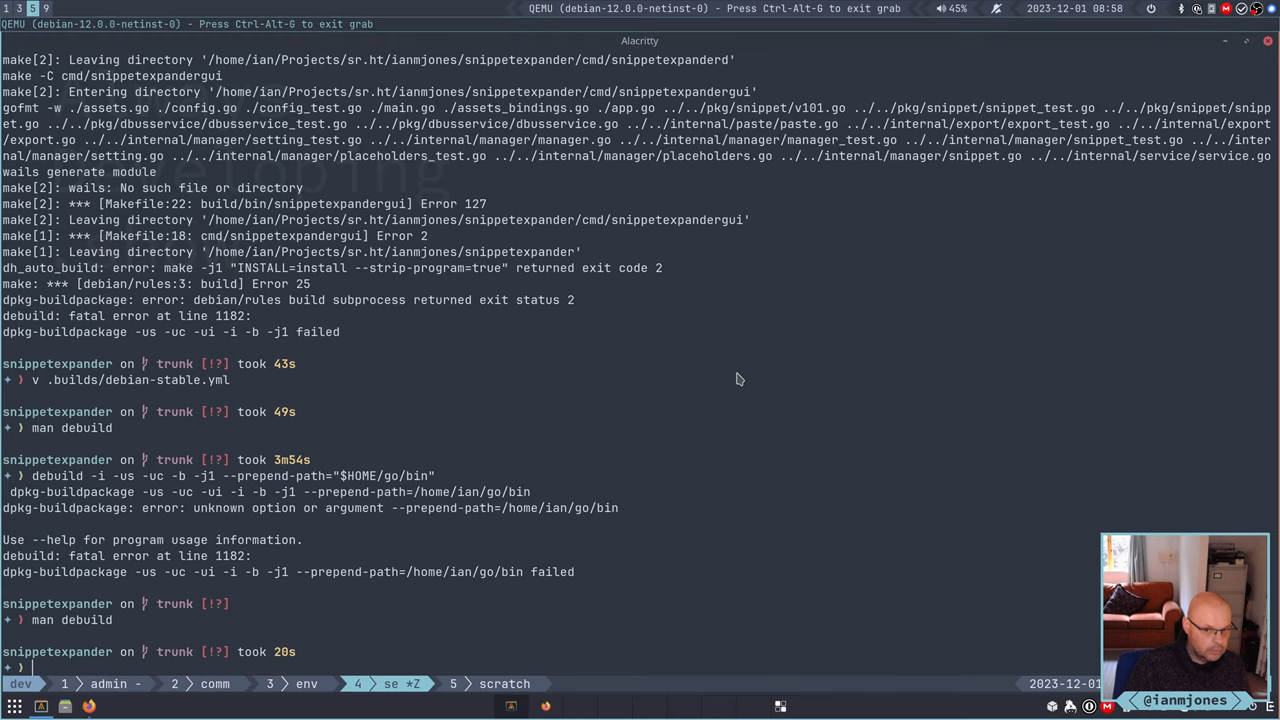 1 3 5 9
QEMU (debian-12.0.0-netinst-0) - Press Ctrl-Alt-G to exit grab
45%
2023-12-01 08:58
QEMU (debian-12.0.0-netinst-0) - Press Ctrl-Alt-G to exit grab
Alacritty
make[2]: Leaving directory '/home/ian/Projects/sr.ht/ianmjones/snippetexpander/cmd/snippetexpanderd'
make -C cmd/snippetexpandergui
make[2]: Entering directory '/home/ian/Projects/sr.ht/ianmjones/snippetexpander/cmd/snippetexpandergui'
gofmt -w ./assets.go ./config.go ./config_test.go ./main.go ./assets_bindings.go ./app.go ../../pkg/snippet/v101.go ../../pkg/snippet/snippet_test.go ../../pkg/snippet/snipp
et.go ../../pkg/dbusservice/dbusservice_test.go ../../pkg/dbusservice/dbusservice.go ../../internal/paste/paste.go ../../internal/export/export_test.go ../../internal/export
/export.go ../../internal/manager/setting_test.go ../../internal/manager/manager.go ../../internal/manager/manager_test.go ../../internal/manager/snippet_test.go ../../inter
nal/manager/setting.go ../../internal/manager/placeholders_test.go ../../internal/manager/placeholders.go ../../internal/manager/snippet.go ../../internal/service/service.go
wails generate module
make[2]: wails: No such file or directory
make[2]: *** [Makefile:22: build/bin/snippetexpandergui] Error 127
make[2]: Leaving directory '/home/ian/Projects/sr.ht/ianmjones/snippetexpander/cmd/snippetexpandergui'
make[1]: *** [Makefile:18: cmd/snippetexpandergui] Error 2
make[1]: Leaving directory '/home/ian/Projects/sr.ht/ianmjones/snippetexpander'
dh_auto_build: error: make -j1 "INSTALL=install --strip-program=true" returned exit code 2
make: *** [debian/rules:3: build] Error 25
dpkg-buildpackage: error: debian/rules build subprocess returned exit status 2
debuild: fatal error at line 1182:
dpkg-buildpackage -us -uc -ui -i -b -j1 failed
snippetexpander on trunk [!?] took 43s
✦ ❯ v .builds/debian-stable.yml
snippetexpander on trunk [!?] took 49s
✦ ❯ man debuild
snippetexpander on trunk [!?] took 3m54s
✦ ❯ debuild -i -us -uc -b -j1 --prepend-path="$HOME/go/bin"
dpkg-buildpackage -us -uc -ui -i -b -j1 --prepend-path=/home/ian/go/bin
dpkg-buildpackage: error: unknown option or argument --prepend-path=/home/ian/go/bin
Use --help for program usage information.
debuild: fatal error at line 1182:
dpkg-buildpackage -us -uc -ui -i -b -j1 --prepend-path=/home/ian/go/bin failed
snippetexpander on trunk [!?]
✦ ❯ man debuild
snippetexpander on trunk [!?] took 20s
✦ ❯
dev 1 admin - 2 comm 3 env 4 se *Z 5 scratch 2023-12-01
@ianmjones